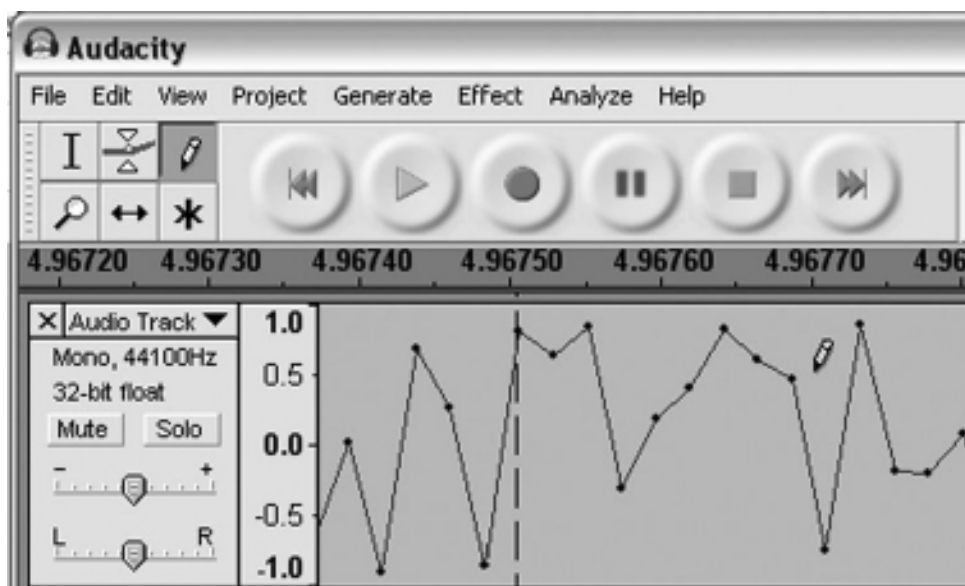 Audacity
File Edit View Project Generate Effect Analyze Help
4.96720 4.96730 4.96740 4.96750 4.96760 4.96770 4.96
Audio Track
Mono, 44100Hz
32-bit float
Mute Solo
- +
L R
1.0
0.5
0.0
-0.5
-1.0